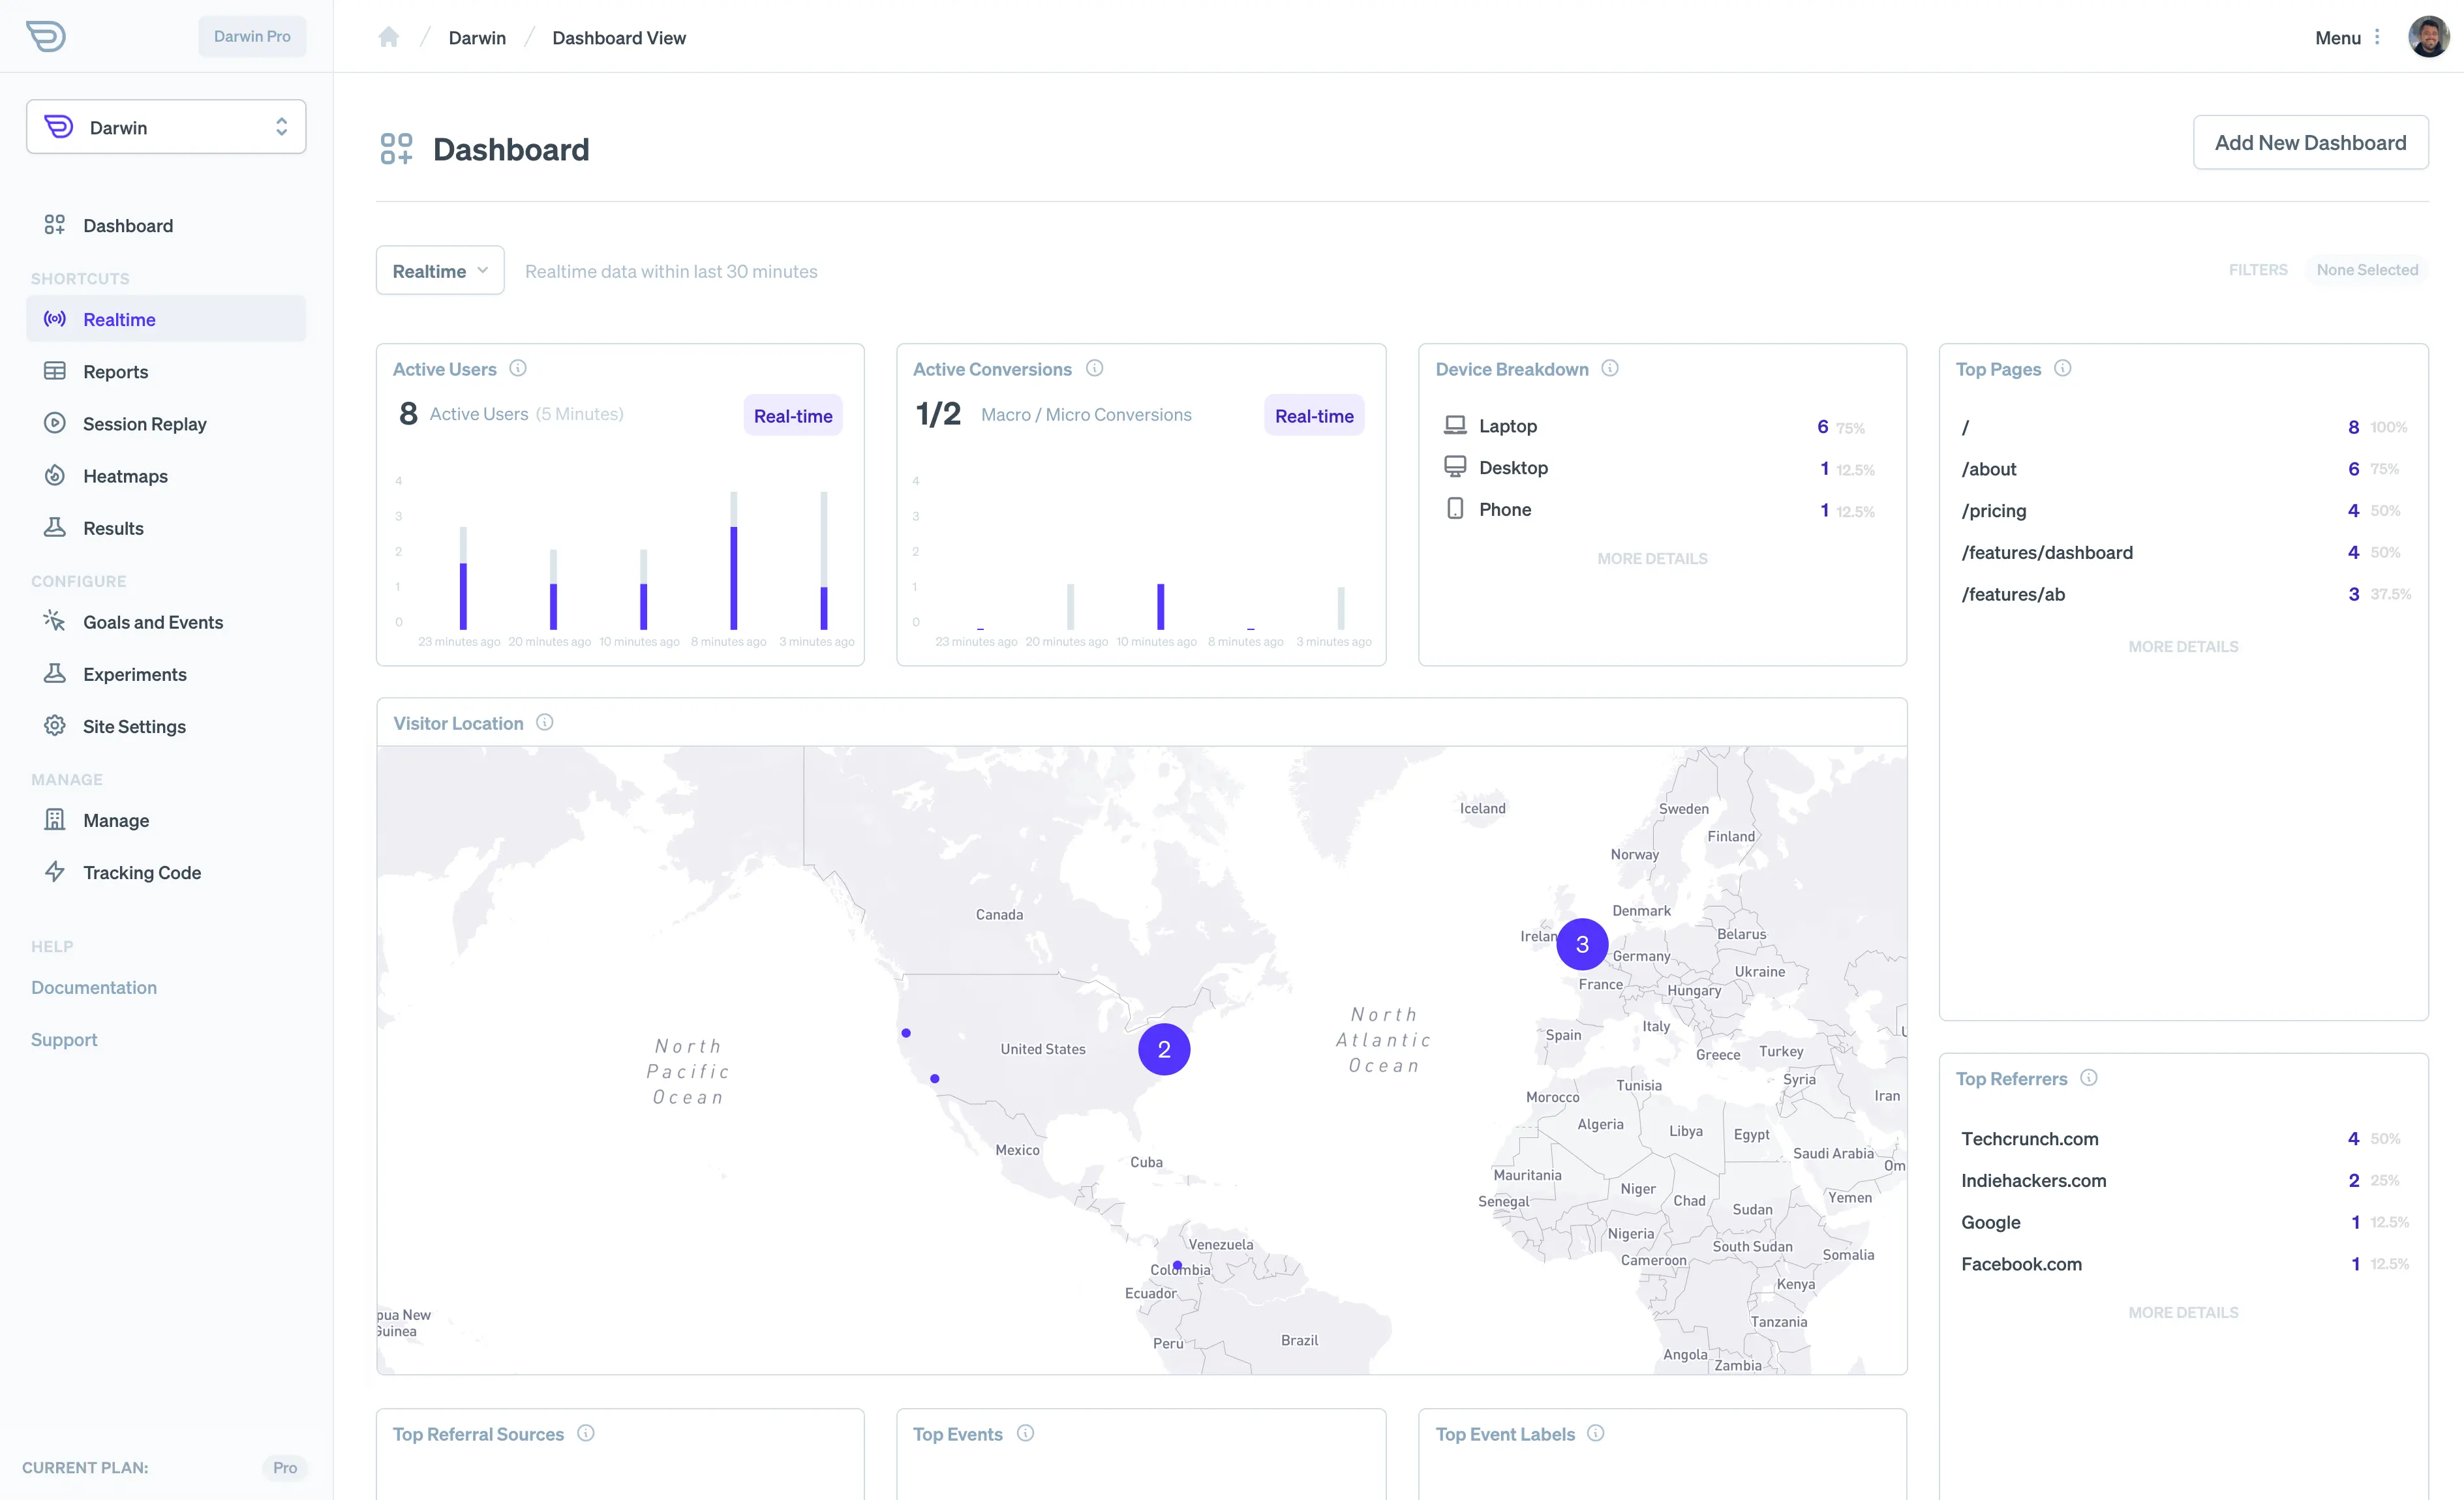 Darwin Pro
Darwin
Dashboard View
Menu
Darwin
Dashboard
SHORTCUTS
Realtime
Reports
Session Replay
Heatmaps
Results
CONFIGURE
Goals and Events
Experiments
Site Settings
MANAGE
Manage
Tracking Code
HELP
Documentation
Support
CURRENT PLAN:
Pro
Dashboard
Add New Dashboard
Realtime
Realtime data within last 30 minutes
FILTERS
None Selected
Active Users
8 Active Users (5 Minutes)
Real-time
4
3
2
1
0
23 minutes ago 20 minutes ago 10 minutes ago 8 minutes ago 3 minutes ago
Active Conversions
1/2 Macro / Micro Conversions
Real-time
4
3
2
1
0
23 minutes ago 20 minutes ago 10 minutes ago 8 minutes ago 3 minutes ago
Device Breakdown
Laptop 6 75%
Desktop 1 12.5%
Phone 1 12.5%
MORE DETAILS
Top Pages
/ 8 100%
/about 6 75%
/pricing 4 50%
/features/dashboard 4 50%
/features/ab 3 37.5%
MORE DETAILS
Visitor Location
Iceland
Sweden
Finland
Norway
Canada
Denmark
Irelan
3
Belarus
Germany
Ukraine
France
Hungary
North
Atlantic
Ocean
Italy
Spain
U
North
Pacific
Ocean
United States
2
Greece
Turkey
Syria
Tunisia
Morocco
Iran
Algeria
Libya
Egypt
Mexico
Saudi Arabia
Cuba
Om
Mauritania
Niger
Chad
Yemen
Senegal
Sudan
Nigeria
Venezuela
South Sudan
Somalia
Cameroon
Colombia
Kenya
Ecuador
pua New
Guinea
Tanzania
Peru
Brazil
Angola
Zambia
Top Referrers
Techcrunch.com 4 50%
Indiehackers.com 2 25%
Google 1 12.5%
Facebook.com 1 12.5%
MORE DETAILS
Top Referral Sources
Top Events
Top Event Labels